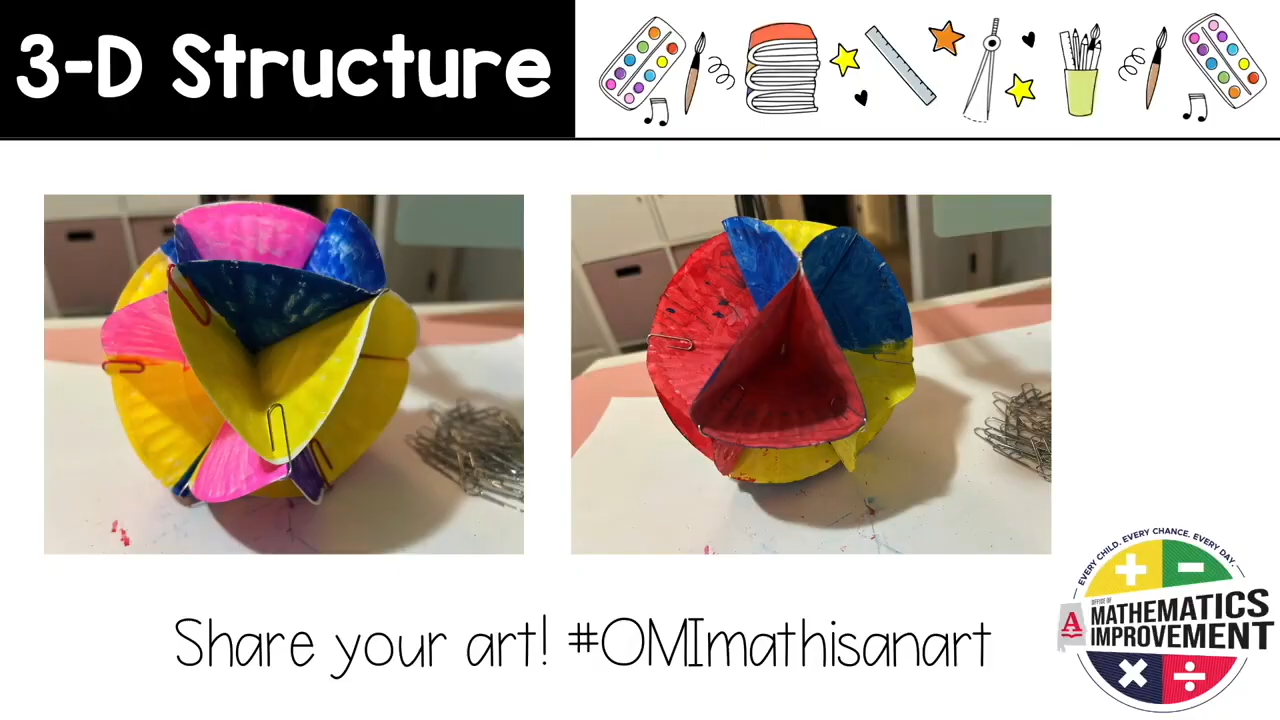 3-D Structure
Share your art! #OMImathisanart
EVERY CHILD. EVERY CHANCE. EVERY DAY.
OFFICE OF
MATHEMATICS
IMPROVEMENT